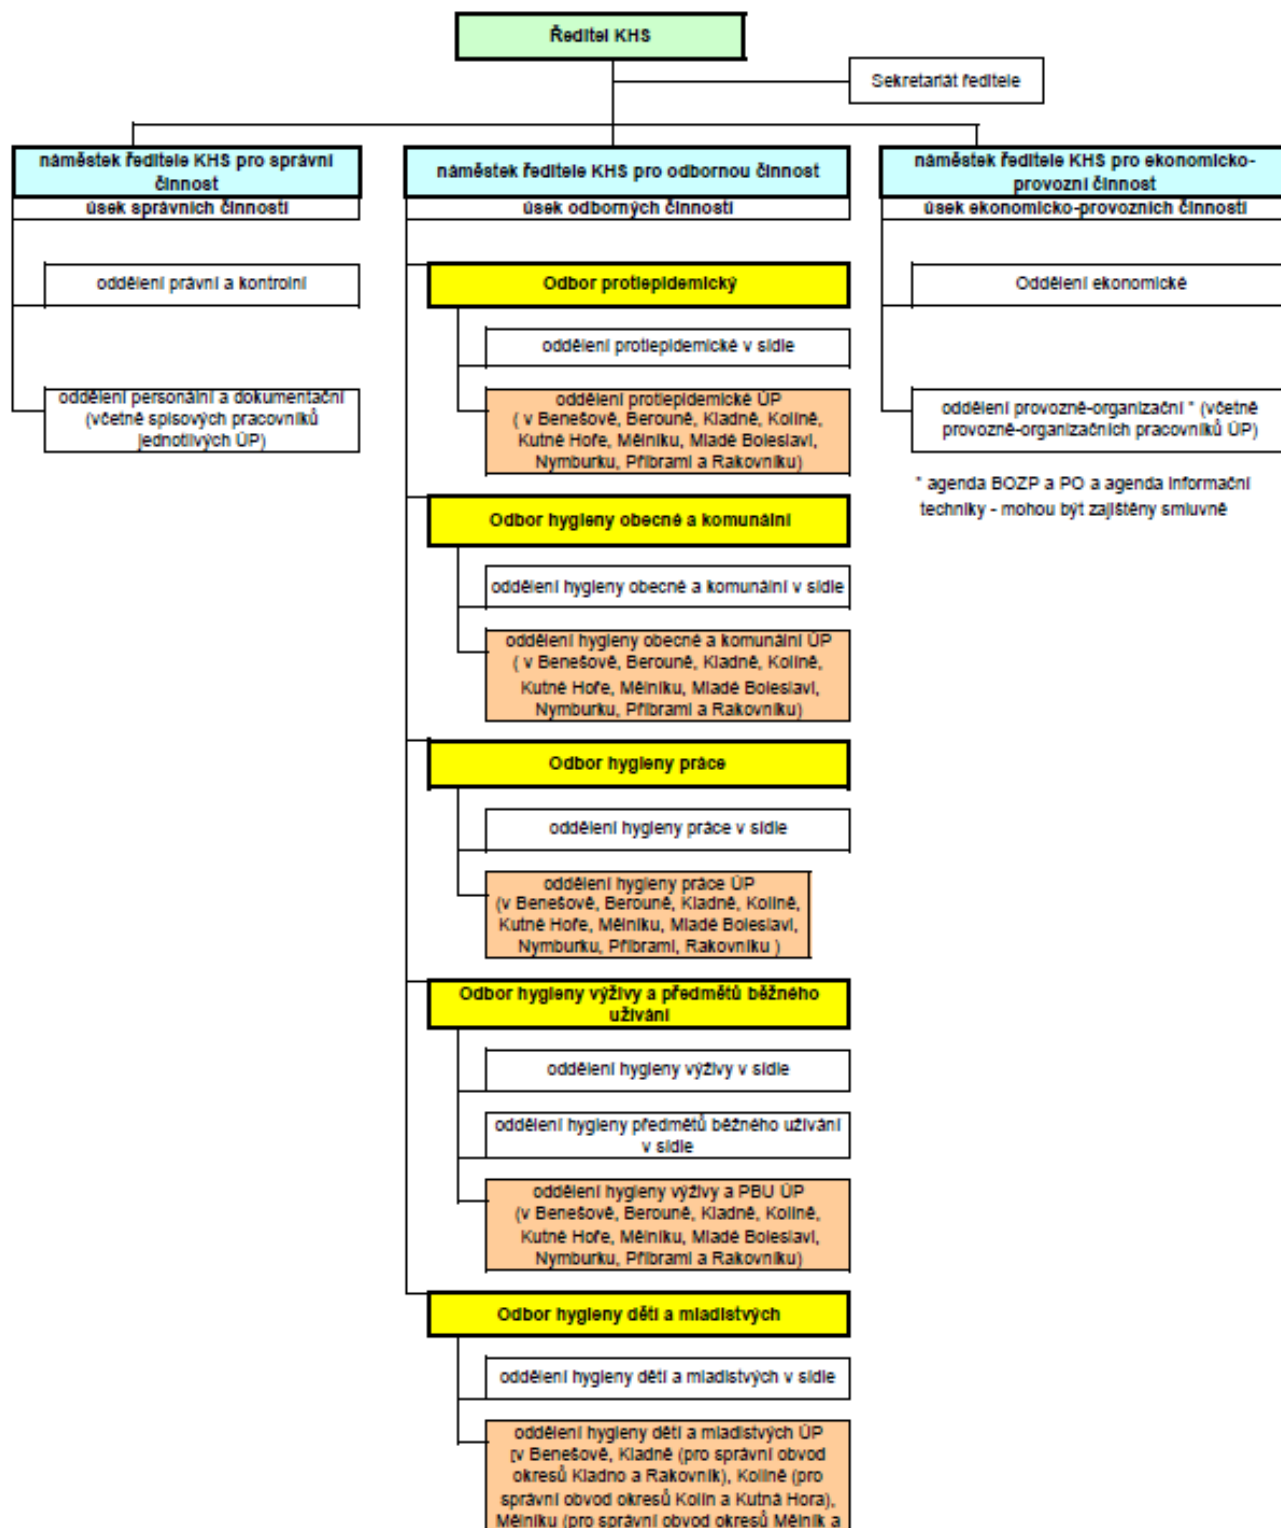 Ředitel KHS
Sekretariát ředitele
náměstek ředitele KHS pro správní
činnost
úsek správních činností
náměstek ředitele KHS pro odbornou činnost
úsek odborných činností
náměstek ředitele KHS pro ekonomicko-
provozní činnost
úsek ekonomicko-provozních činností
oddělení právní a kontrolní
oddělení personální a dokumentační
(včetně spisových pracovníků
jednotlivých ÚP)
Odbor protiepidemický
oddělení protiepidemické v sídle
oddělení protiepidemické ÚP
( v Benešově, Berouně, Kladně, Kolíně,
Kutné Hoře, Mělníku, Mladé Boleslavi,
Nymburku, Příbrami a Rakovníku)
Odbor hygieny obecné a komunální
oddělení hygieny obecné a komunální v sídle
oddělení hygieny obecné a komunální ÚP
( v Benešově, Berouně, Kladně, Kolíně,
Kutné Hoře, Mělníku, Mladé Boleslavi,
Nymburku, Příbrami a Rakovníku)
Odbor hygieny práce
oddělení hygieny práce v sídle
oddělení hygieny práce ÚP
(v Benešově, Berouně, Kladně, Kolíně,
Kutné Hoře, Mělníku, Mladé Boleslavi,
Nymburku, Příbrami, Rakovníku )
Odbor hygieny výživy a předmětů běžného
užívání
oddělení hygieny výživy v sídle
oddělení hygieny předmětů běžného užívání
v sídle
oddělení hygieny výživy a PBU ÚP
(v Benešově, Berouně, Kladně, Kolíně,
Kutné Hoře, Mělníku, Mladé Boleslavi,
Nymburku, Příbrami a Rakovníku)
Odbor hygieny dětí a mladistvých
oddělení hygieny dětí a mladistvých v sídle
oddělení hygieny dětí a mladistvých ÚP
[v Benešově, Kladně (pro správní obvod
okresů Kladno a Rakovník), Kolíně (pro
správní obvod okresů Kolín a Kutná Hora),
Mělníku (pro správní obvod okresů Mělník a
Oddělení ekonomické
oddělení provozně-organizační * (včetně
provozně-organizačních pracovníků ÚP)
* agenda BOZP a PO a agenda informační
techniky - mohou být zajištěny smluvně